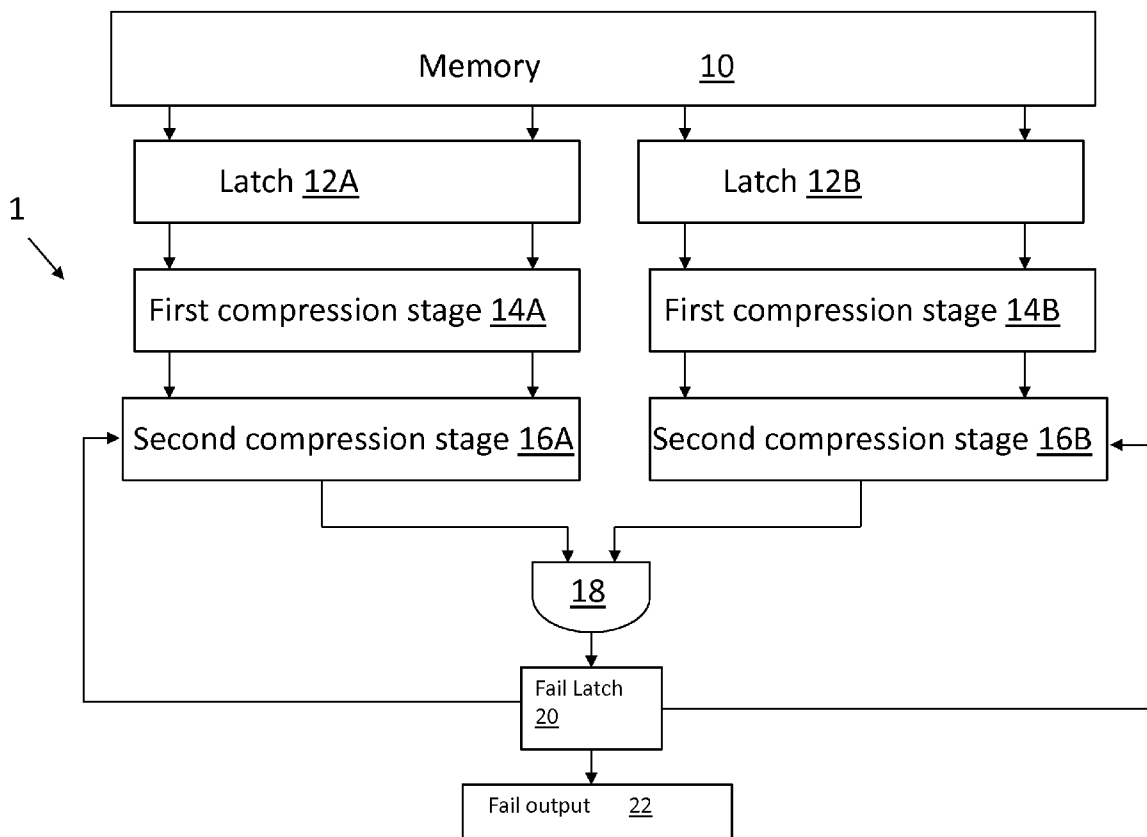 Memory 10
Latch 12A
Latch 12B
1
First compression stage 14A
First compression stage 14B
Second compression stage 16A
Second compression stage 16B
18
Fail Latch
20
Fail output 22